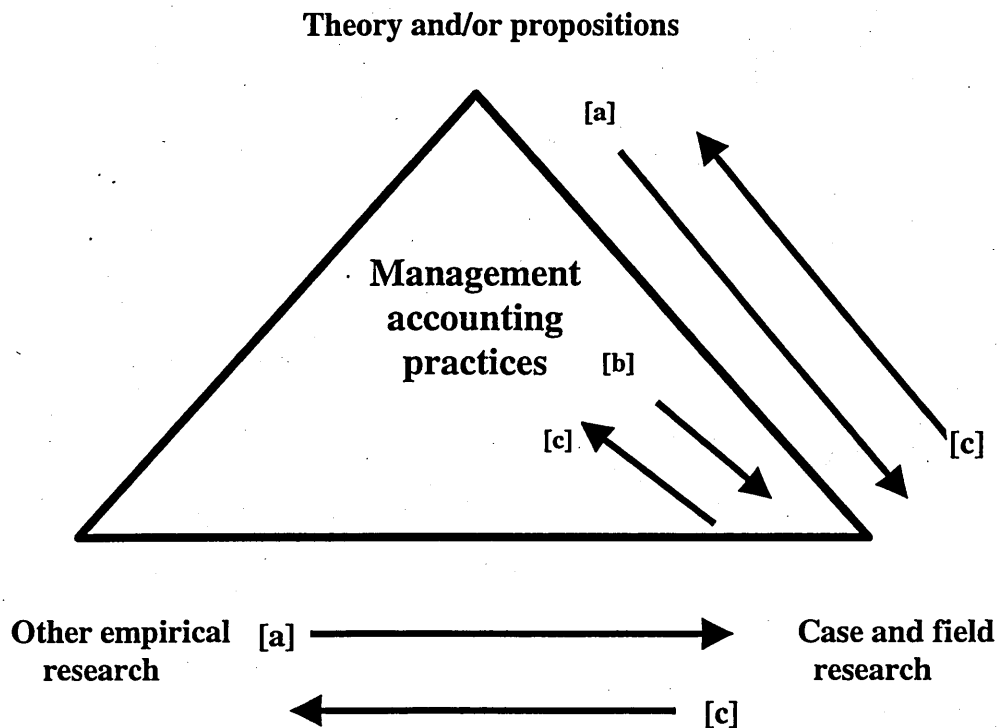 Theory and/or propositions
[a]
Management
accounting
practices
[b]
[c]
[c]
Other empirical
research
[a]
Case and field
research
[c]